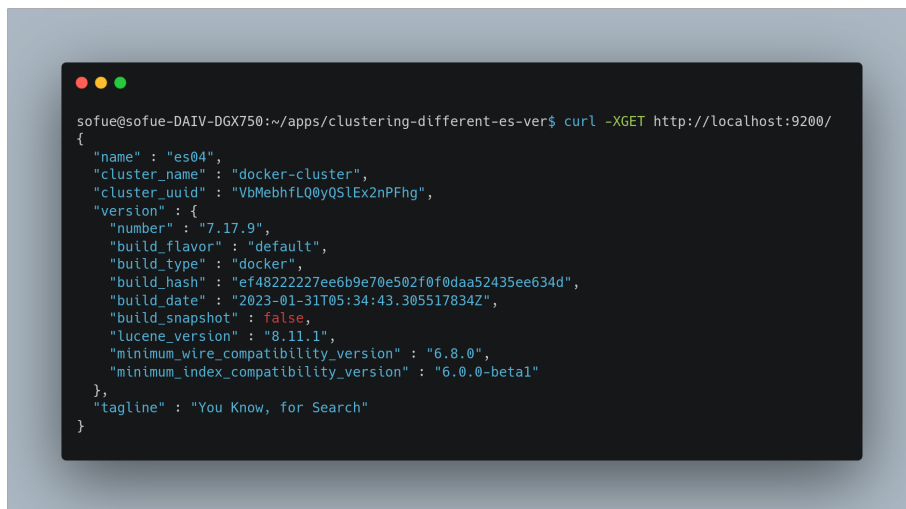 sofue@sofue-DAIV-DGX750:~/apps/clustering-different-es-ver$ curl -XGET http://localhost:9200/
{
  "name" : "es04",
  "cluster_name" : "docker-cluster",
  "cluster_uuid" : "VbMebhfLQ0yQSlEx2nPFhg",
  "version" : {
    "number" : "7.17.9",
    "build_flavor" : "default",
    "build_type" : "docker",
    "build_hash" : "ef48222227ee6b9e70e502f0f0daa52435ee634d",
    "build_date" : "2023-01-31T05:34:43.305517834Z",
    "build_snapshot" : false,
    "lucene_version" : "8.11.1",
    "minimum_wire_compatibility_version" : "6.8.0",
    "minimum_index_compatibility_version" : "6.0.0-beta1"
  },
  "tagline" : "You Know, for Search"
}